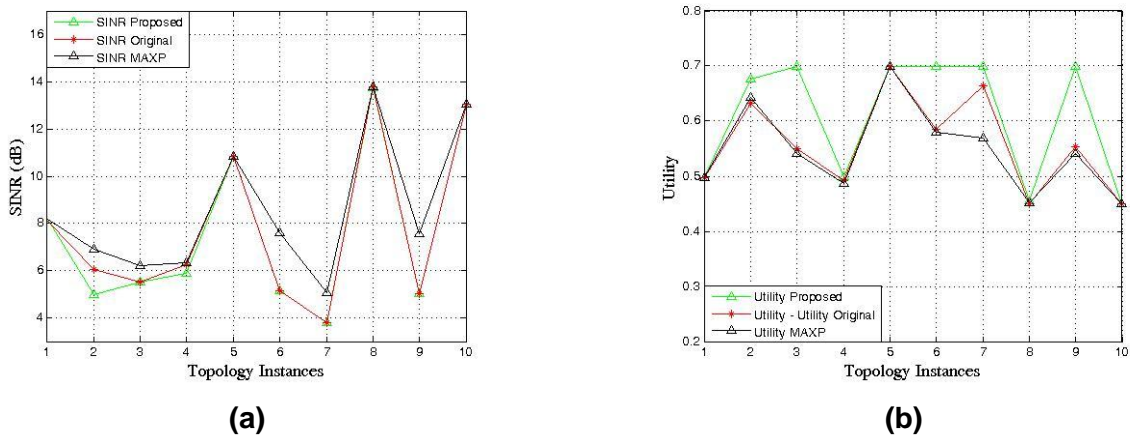 SINR Proposed
SINR Original
SINR MAXP
16
14
12
10
8
6
4
SINR (dB)
1 2 3 4 5 6 7 8 9 10
Topology Instances
(a)
0.8
0.7
0.6
0.5
0.4
0.3
0.2
Utility
Utility Proposed
Utility - Utility Original
Utility MAXP
1 2 3 4 5 6 7 8 9 10
Topology Instances
(b)